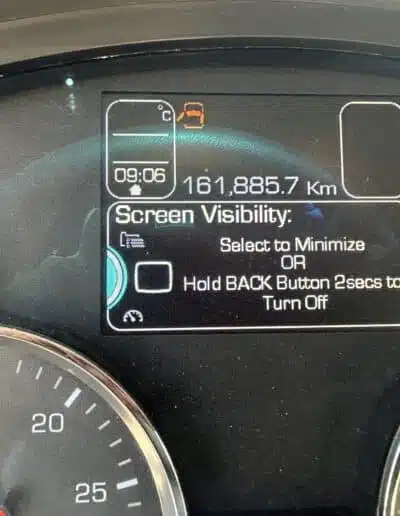 °C
09:06
161,885.7 Km
Screen Visibility:
Select to Minimize
OR
Hold BACK Button 2secs to
Turn Off
20
25